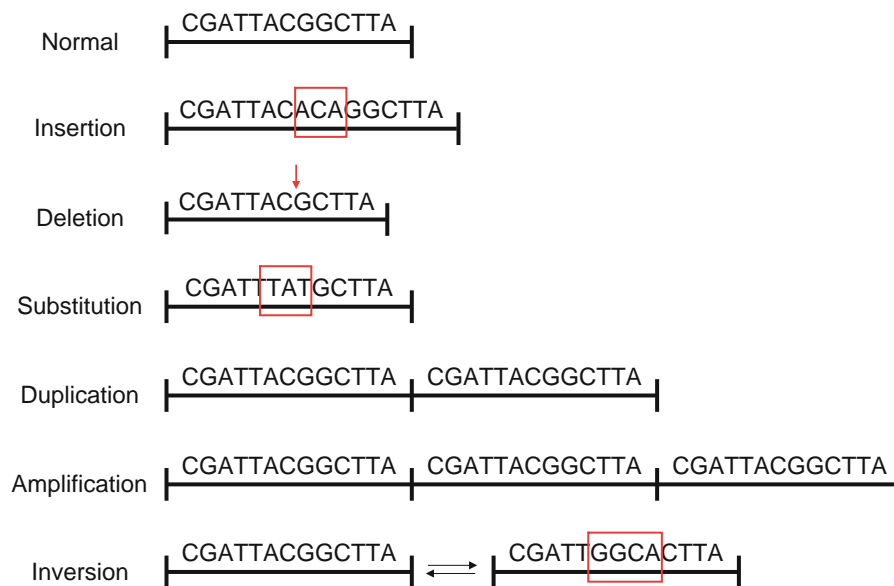 Normal CGATTACGGCTTA
Insertion CGATTACACAGGCTTA
Deletion CGATTACGCTTA
Substitution CGATTTATGCTTA
Duplication CGATTACGGCTTA CGATTACGGCTTA
Amplification CGATTACGGCTTA CGATTACGGCTTA CGATTACGGCTTA
Inversion CGATTACGGCTTA CGATTGGCACTTA